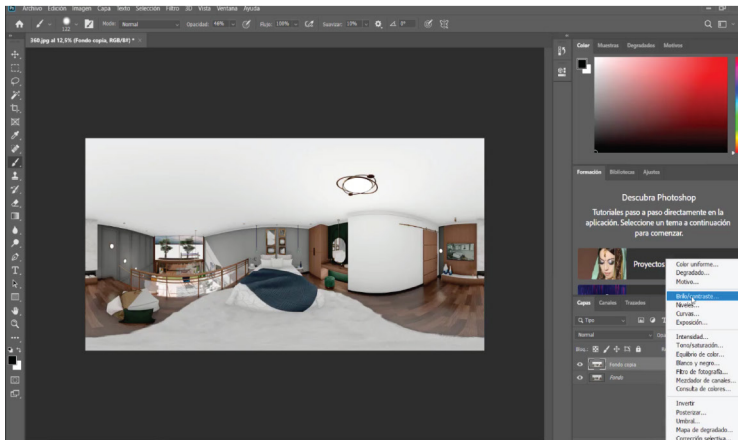 Archivo Edición Imagen Capa Texto Selección Filtro 3D Vista Ventana Ayuda
122 Modo: Normal Opacidad: 48% Flujo: 100% Suavizar: 10% 0°
360.jpg al 12,5% (Fondo copia, RGB/8#) *
Color Muestras Degradados Motivos
Formación Bibliotecas Ajustes
Descubra Photoshop
Tutoriales paso a paso directamente en la
aplicación. Seleccione un tema a continuación
para comenzar.
Proyectos
Capas Canales Trazados
Tipo
Normal
Bloq.:
Fondo copia
Fondo
Color uniforme...
Degradado...
Motivo...
Brillo/contraste...
Niveles...
Curvas...
Exposición...
Intensidad...
Tono/saturación...
Equilibrio de color...
Blanco y negro...
Filtro de fotografía...
Mezclador de canales...
Consulta de colores...
Invertir
Posterizar...
Umbral...
Mapa de degradado...
Corrección selectiva...